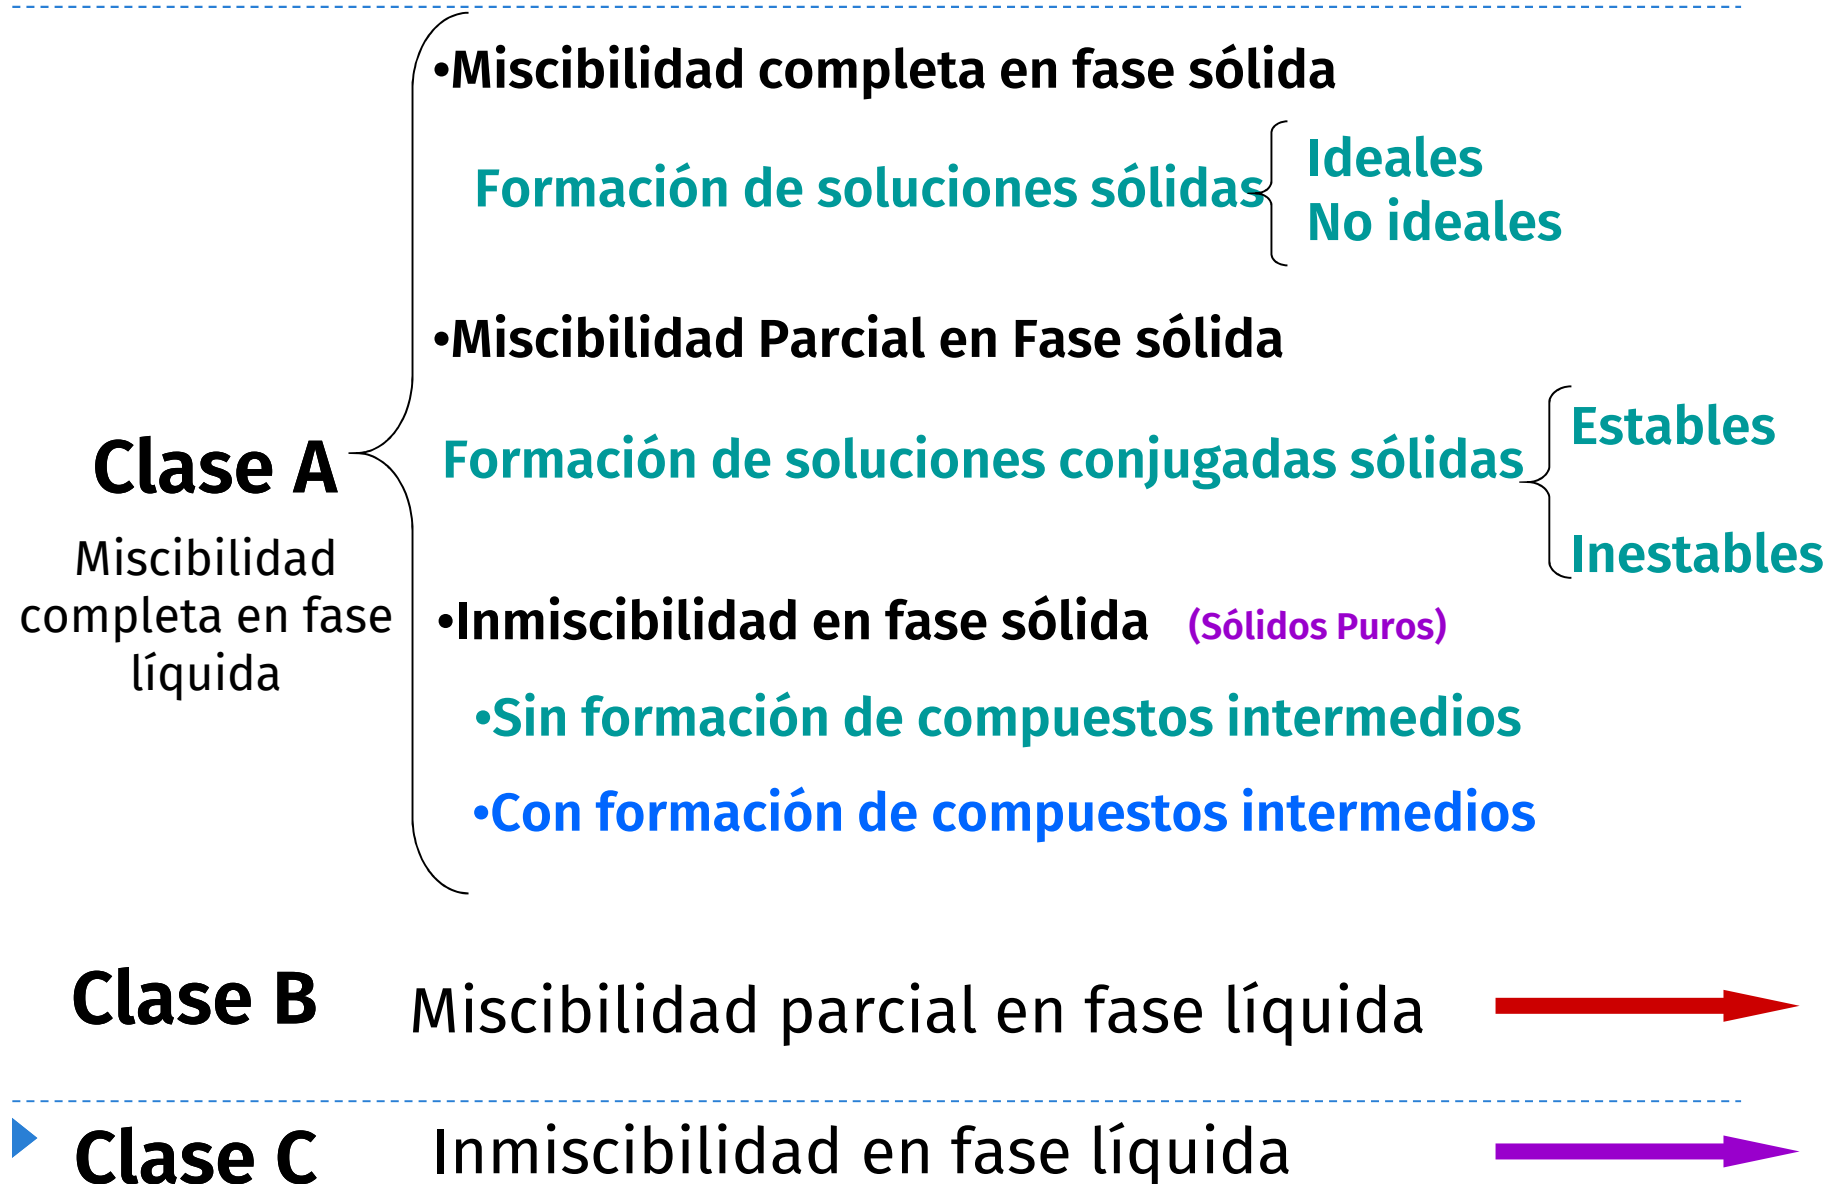 •Miscibilidad completa en fase sólida
Formación de soluciones sólidas
Ideales
No ideales
•Miscibilidad Parcial en Fase sólida
Formación de soluciones conjugadas sólidas
Estables
Inestables
Clase A
Miscibilidad
completa en fase
líquida
•Inmiscibilidad en fase sólida (Sólidos Puros)
•Sin formación de compuestos intermedios
•Con formación de compuestos intermedios
Clase B Miscibilidad parcial en fase líquida
Clase C Inmiscibilidad en fase líquida